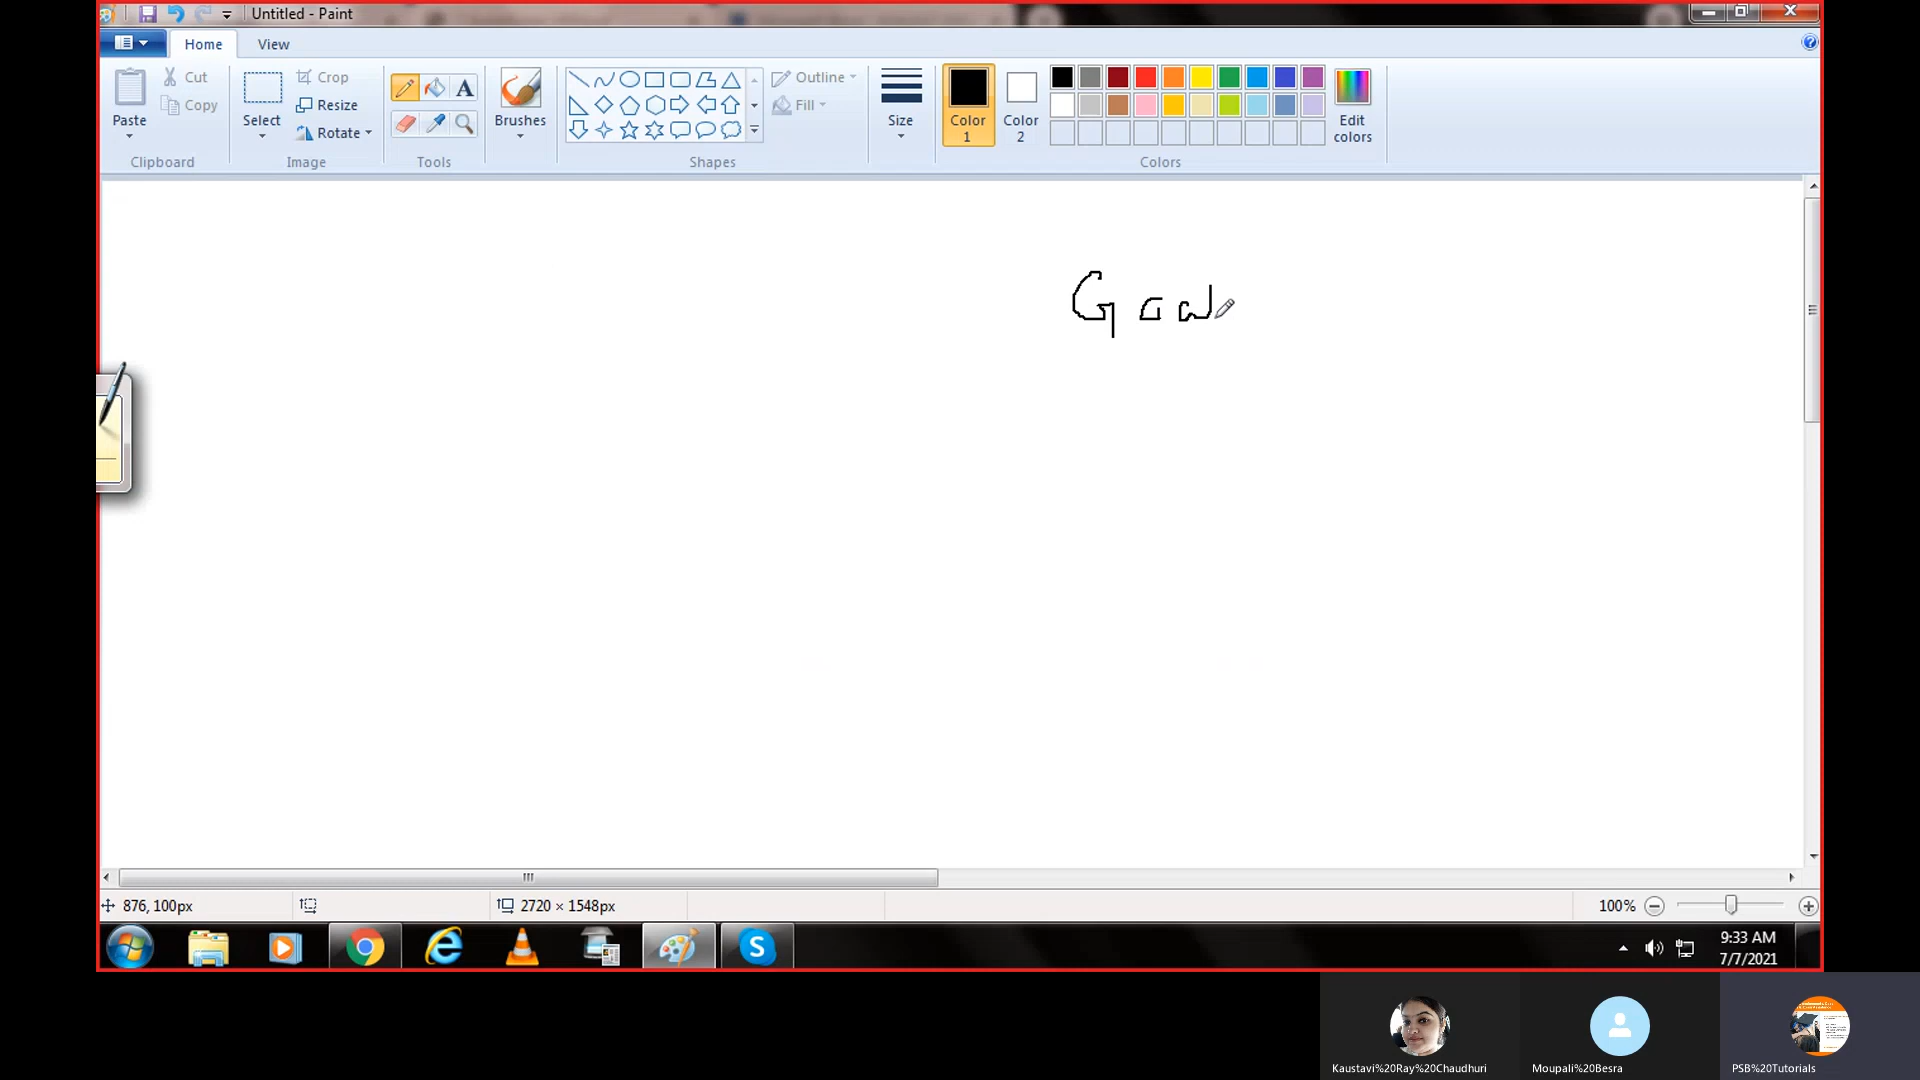 Untitled - Paint
Home View
Paste Cut Copy Clipboard
Select Crop Resize Rotate Image
Tools
Brushes
Shapes Outline Fill
Size
Color 1 Color 2 Edit colors Colors
876, 100px 2720 × 1548px 100%
9:33 AM
7/7/2021
Kaustavi%20Ray%20Chaudhuri Moupali%20Besra PSB%20Tutorials